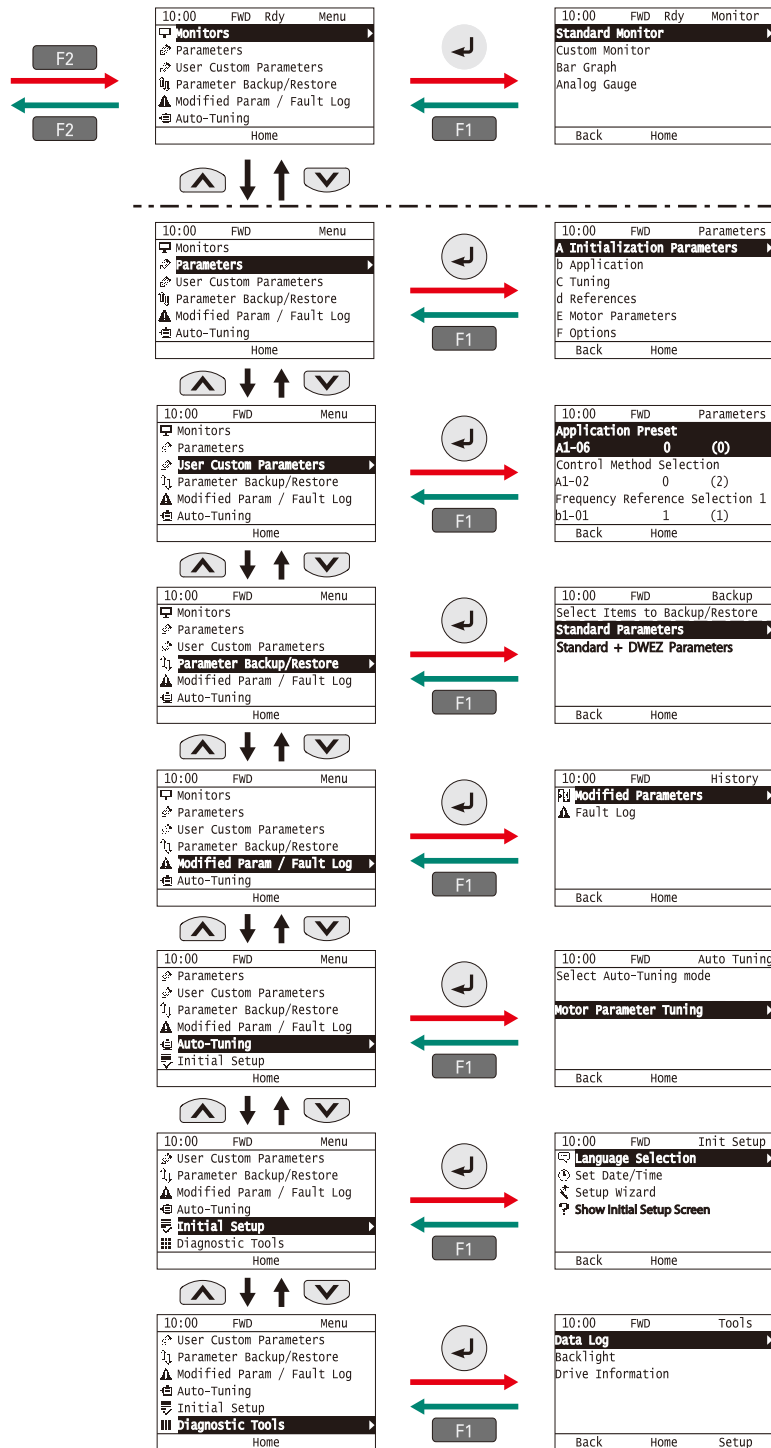 F2
F2
10:00 FWD Rdy Menu
Monitors
Parameters
User Custom Parameters
Parameter Backup/Restore
Modified Param / Fault Log
Auto-Tuning
Home
F1
10:00 FWD Rdy Monitor
Standard Monitor
Custom Monitor
Bar Graph
Analog Gauge
Back Home
10:00 FWD Menu
Monitors
Parameters
User Custom Parameters
Parameter Backup/Restore
Modified Param / Fault Log
Auto-Tuning
Home
F1
10:00 FWD Parameters
A Initialization Parameters
b Application
C Tuning
d References
E Motor Parameters
F Options
Back Home
10:00 FWD Menu
Monitors
Parameters
User Custom Parameters
Parameter Backup/Restore
Modified Param / Fault Log
Auto-Tuning
Home
F1
10:00 FWD Parameters
Application Preset
A1-06 0 (0)
Control Method Selection
A1-02 0 (2)
Frequency Reference Selection 1
b1-01 1 (1)
Back Home
10:00 FWD Menu
Monitors
Parameters
User Custom Parameters
Parameter Backup/Restore
Modified Param / Fault Log
Auto-Tuning
Home
F1
10:00 FWD Backup
Select Items to Backup/Restore
Standard Parameters
Standard + DWEZ Parameters
Back Home
10:00 FWD Menu
Monitors
Parameters
User Custom Parameters
Parameter Backup/Restore
Modified Param / Fault Log
Auto-Tuning
Home
F1
10:00 FWD History
Modified Parameters
Fault Log
Back Home
10:00 FWD Menu
Parameters
User Custom Parameters
Parameter Backup/Restore
Modified Param / Fault Log
Auto-Tuning
Initial Setup
Home
F1
10:00 FWD Auto Tuning
Select Auto-Tuning mode
Motor Parameter Tuning
Back Home
10:00 FWD Menu
User Custom Parameters
Parameter Backup/Restore
Modified Param / Fault Log
Auto-Tuning
Initial Setup
Diagnostic Tools
Home
F1
10:00 FWD Init Setup
Language Selection
Set Date/Time
Setup Wizard
Show Initial Setup Screen
Back Home
10:00 FWD Menu
User Custom Parameters
Parameter Backup/Restore
Modified Param / Fault Log
Auto-Tuning
Initial Setup
Diagnostic Tools
Home
F1
10:00 FWD Tools
Data Log
Backlight
Drive Information
Back Home Setup